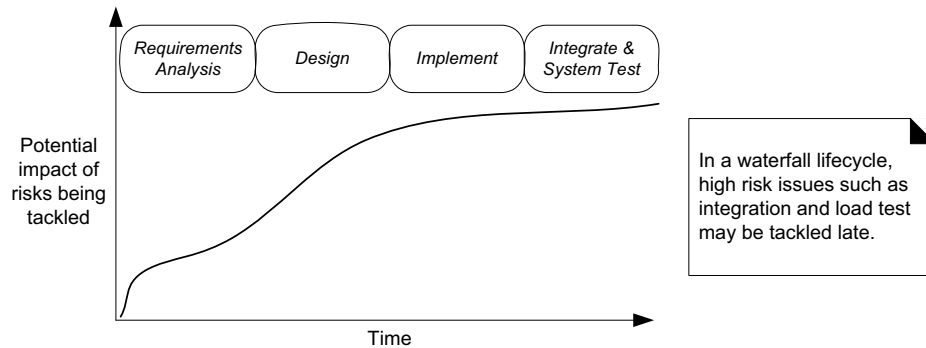 Requirements
Analysis
Design
Implement
Integrate &
System Test
Potential
impact of
risks being
tackled
In a waterfall lifecycle,
high risk issues such as
integration and load test
may be tackled late.
Time